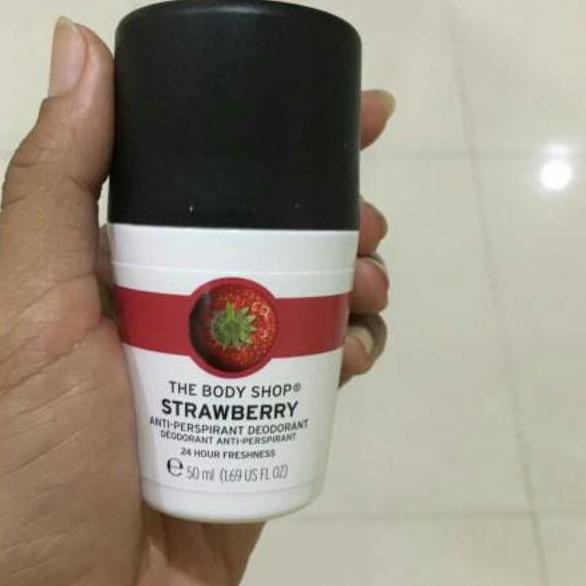 THE BODY SHOP®
STRAWBERRY
ANTI-PERSPIRANT DEODORANT
DÉODORANT ANTI-PERSPIRANT
24 HOUR FRESHNESS
℮ 50 ml (1.69 US FL OZ)